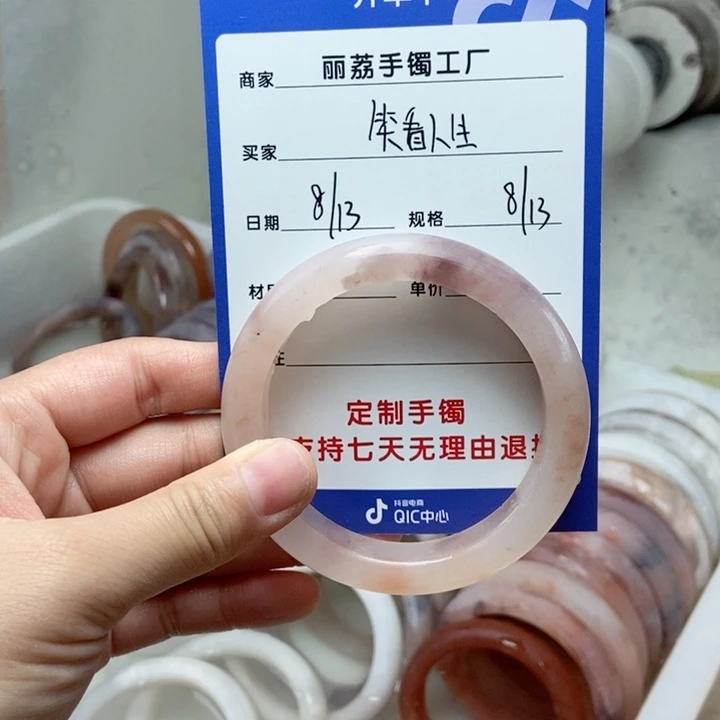 商家 丽荔手镯工厂
买家 笑看人生
日期 8/13 规格 8/13
材 单价
定制手镯
支持七天无理由退
抖音电商
QIC中心